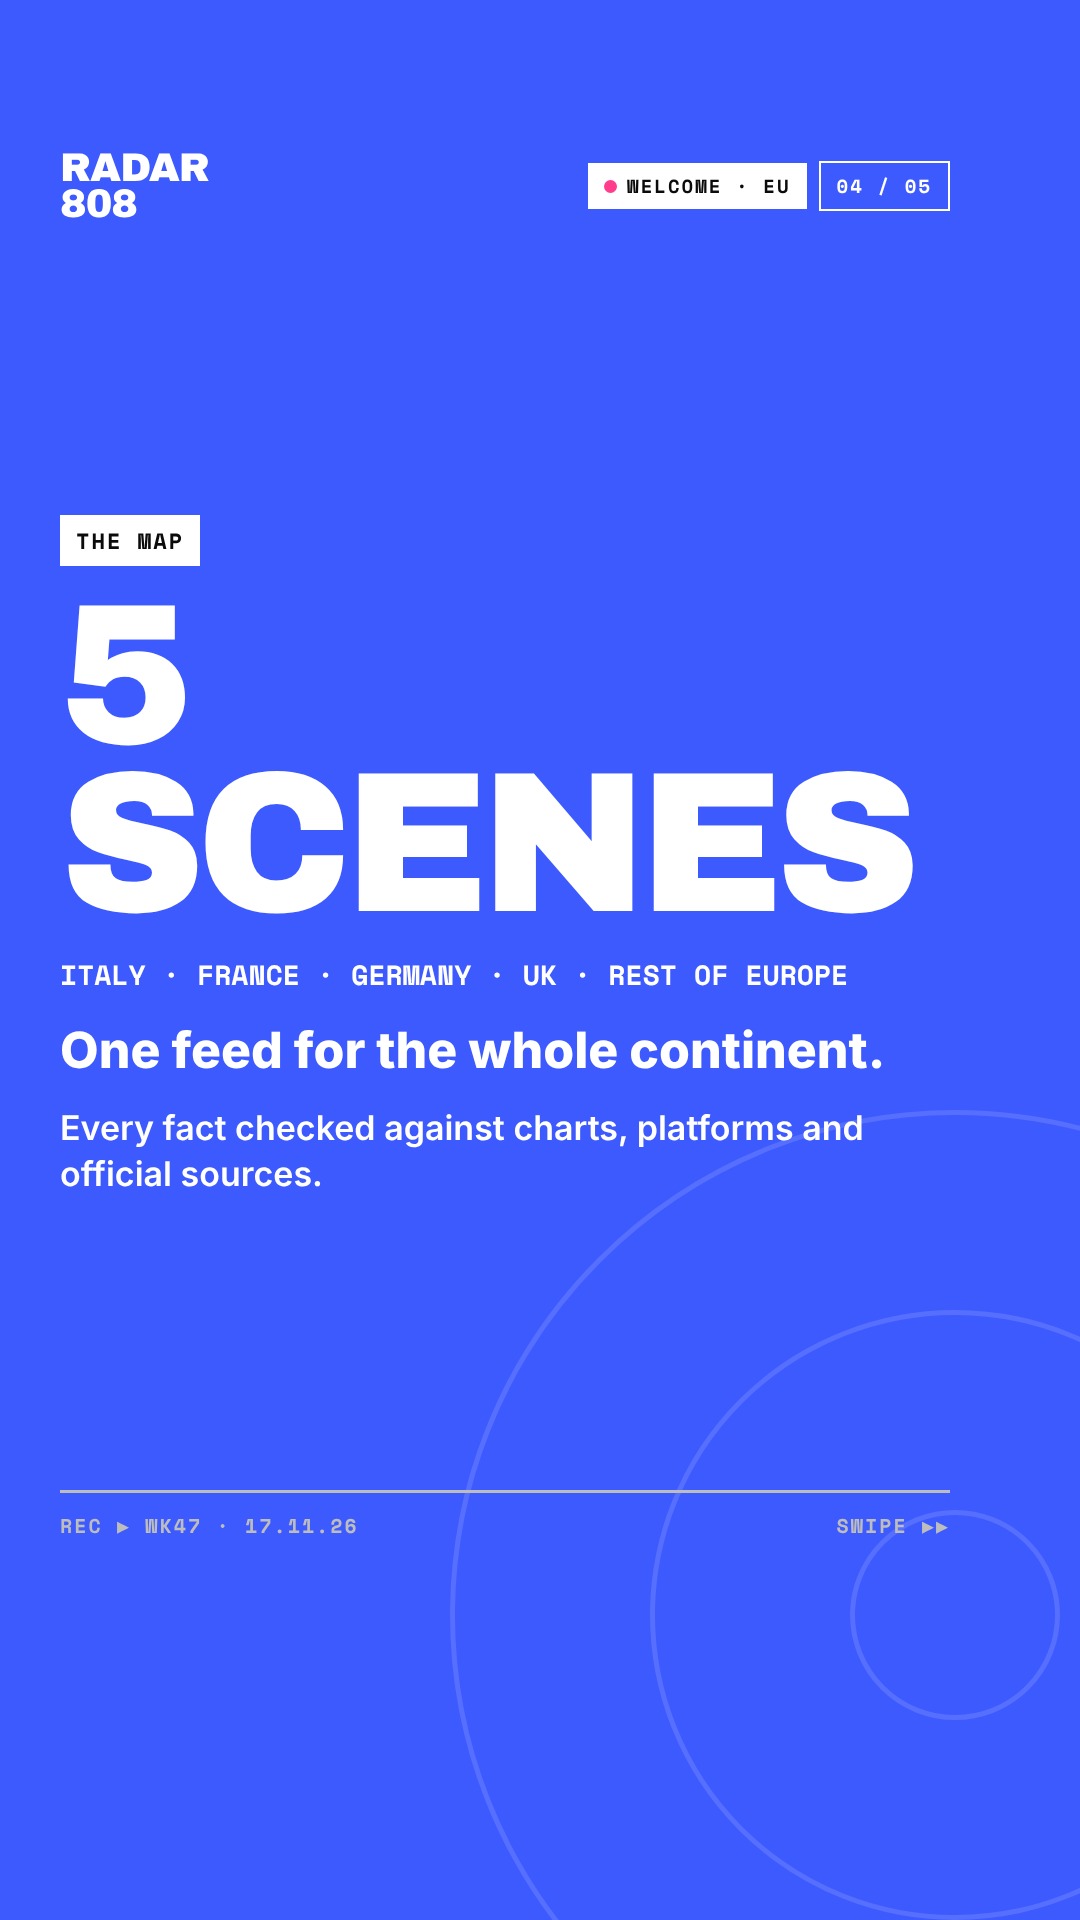 RADAR
808
WELCOME · EU
04 / 05
THE MAP
5
SCENES
ITALY · FRANCE · GERMANY · UK · REST OF EUROPE
One feed for the whole continent.
Every fact checked against charts, platforms and
official sources.
REC ▶ WK47 · 17.11.26
SWIPE ▶▶